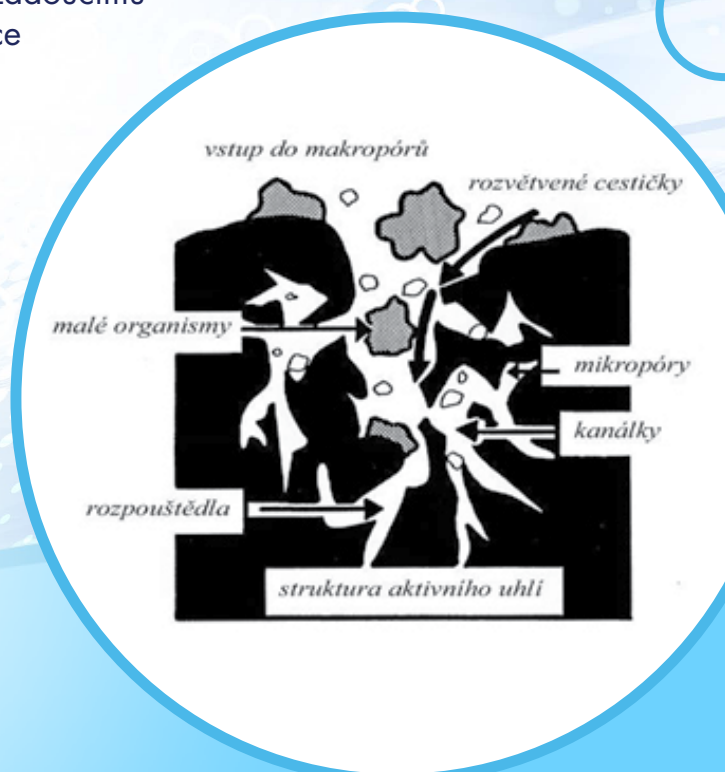 vstup do makropórů
rozvětvené cestičky
malé organismy
mikropóry
kanálky
rozpouštědla
struktura aktivního uhlí